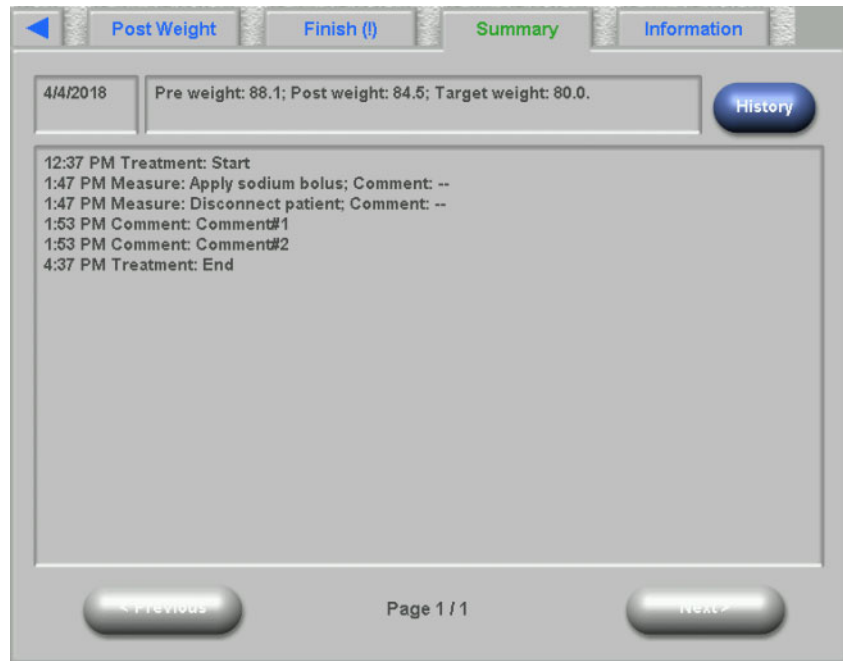 Post Weight
Finish (!)
Summary
Information
4/4/2018
Pre weight: 88.1; Post weight: 84.5; Target weight: 80.0.
History
12:37 PM Treatment: Start
1:47 PM Measure: Apply sodium bolus; Comment: --
1:47 PM Measure: Disconnect patient; Comment: --
1:53 PM Comment: Comment#1
1:53 PM Comment: Comment#2
4:37 PM Treatment: End
< Previous
Page 1 / 1
Next >